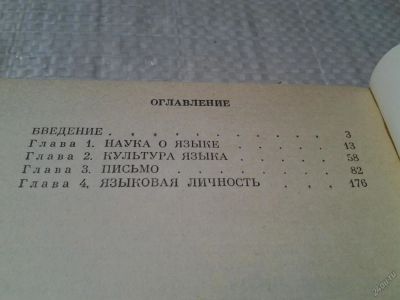 ОГЛАВЛЕНИЕ
ВВЕДЕНИЕ . . . . . . . . . 3
Глава 1. НАУКА О ЯЗЫКЕ . . . . . 13
Глава 2. КУЛЬТУРА ЯЗЫКА . . . . . 58
Глава 3. ПИСЬМО . . . . . . . 82
Глава 4. ЯЗЫКОВАЯ ЛИЧНОСТЬ . . . . 176